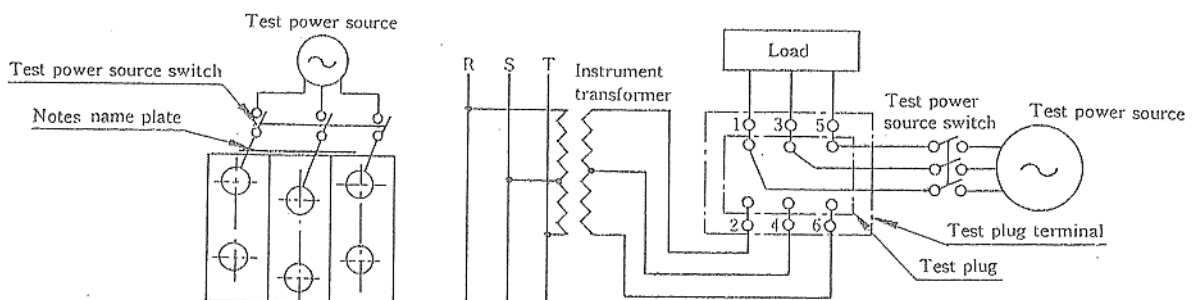 Test power source
Test power source switch
Notes name plate
R S T
Instrument
transformer
Load
1 3 5
Test power
source switch
Test power source
2 4 6
Test plug terminal
Test plug